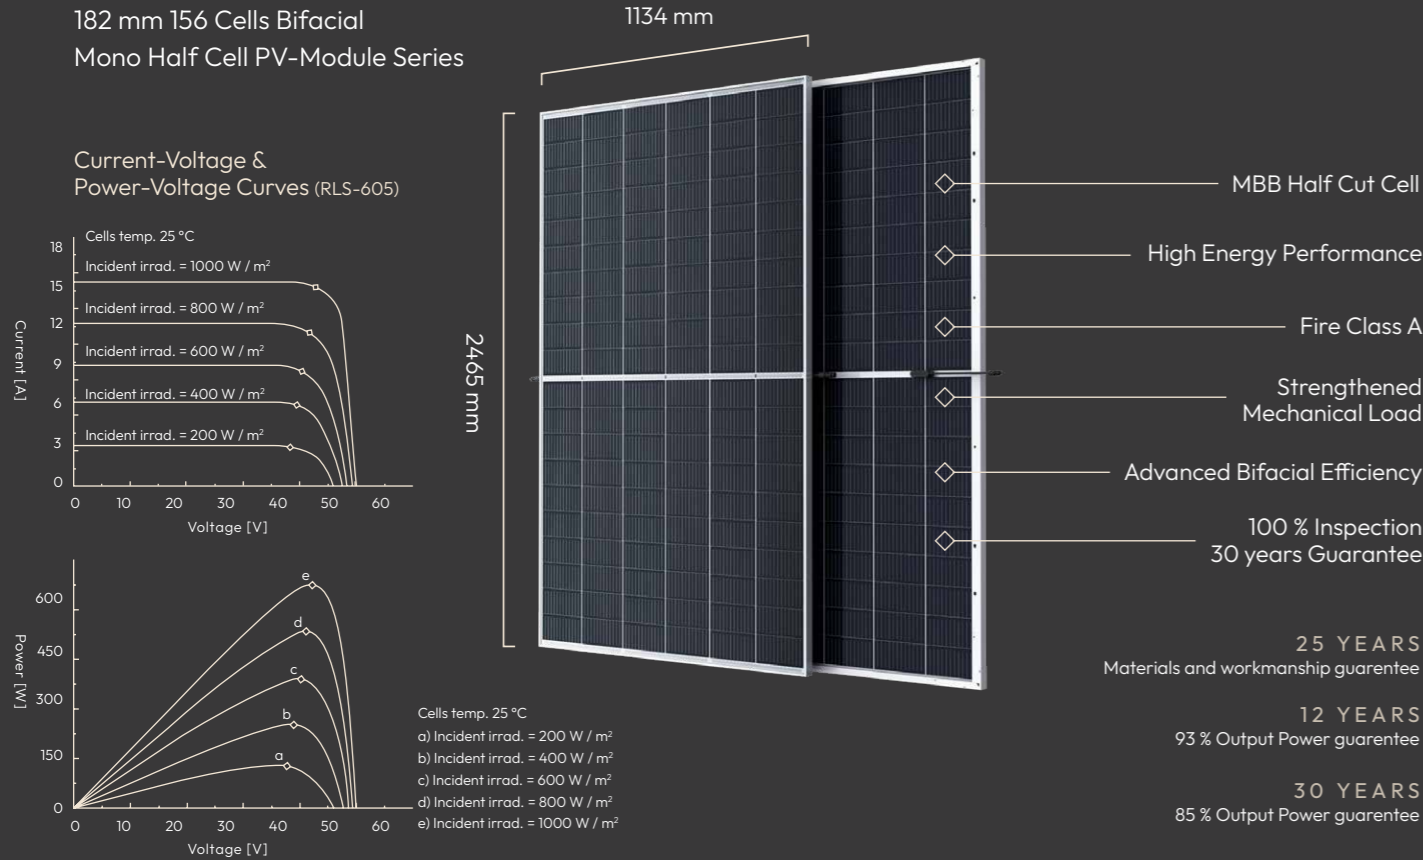 182 mm 156 Cells Bifacial
Mono Half Cell PV-Module Series
Current-Voltage &
Power-Voltage Curves (RLS-605)
Cells temp. 25 °C
Incident irrad. = 1000 W / m²
Incident irrad. = 800 W / m²
Incident irrad. = 600 W / m²
Incident irrad. = 400 W / m²
Incident irrad. = 200 W / m²
Current [A]
18
15
12
9
6
3
0
0 10 20 30 40 50 60
Voltage [V]
Power [W]
600
450
300
150
0
e
d
c
b
a
0 10 20 30 40 50 60
Voltage [V]
Cells temp. 25 °C
a) Incident irrad. = 200 W / m²
b) Incident irrad. = 400 W / m²
c) Incident irrad. = 600 W / m²
d) Incident irrad. = 800 W / m²
e) Incident irrad. = 1000 W / m²
1134 mm
2465 mm
MBB Half Cut Cell
High Energy Performance
Fire Class A
Strengthened
Mechanical Load
Advanced Bifacial Efficiency
100 % Inspection
30 years Guarantee
25 YEARS
Materials and workmanship guarentee
12 YEARS
93 % Output Power guarentee
30 YEARS
85 % Output Power guarentee